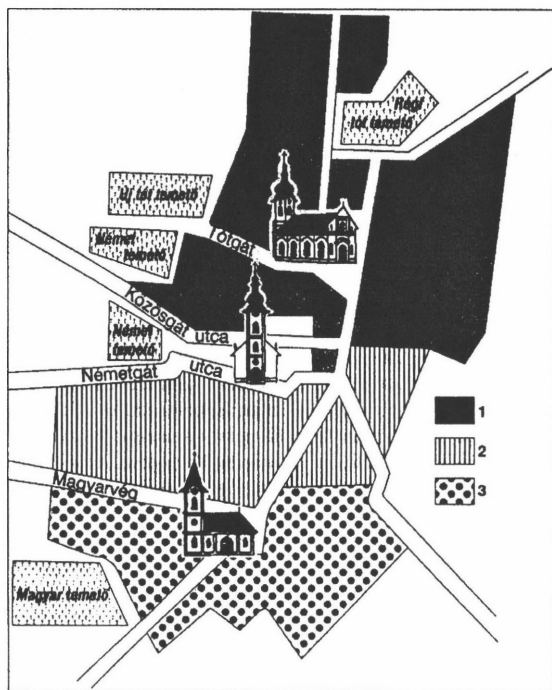 Régi
tót temető
Új tót temető
Német
temető
Tótgát
Közösgát utca
Német
temető
Németgát utca
Magyarvég
Magyar temető
1
2
3